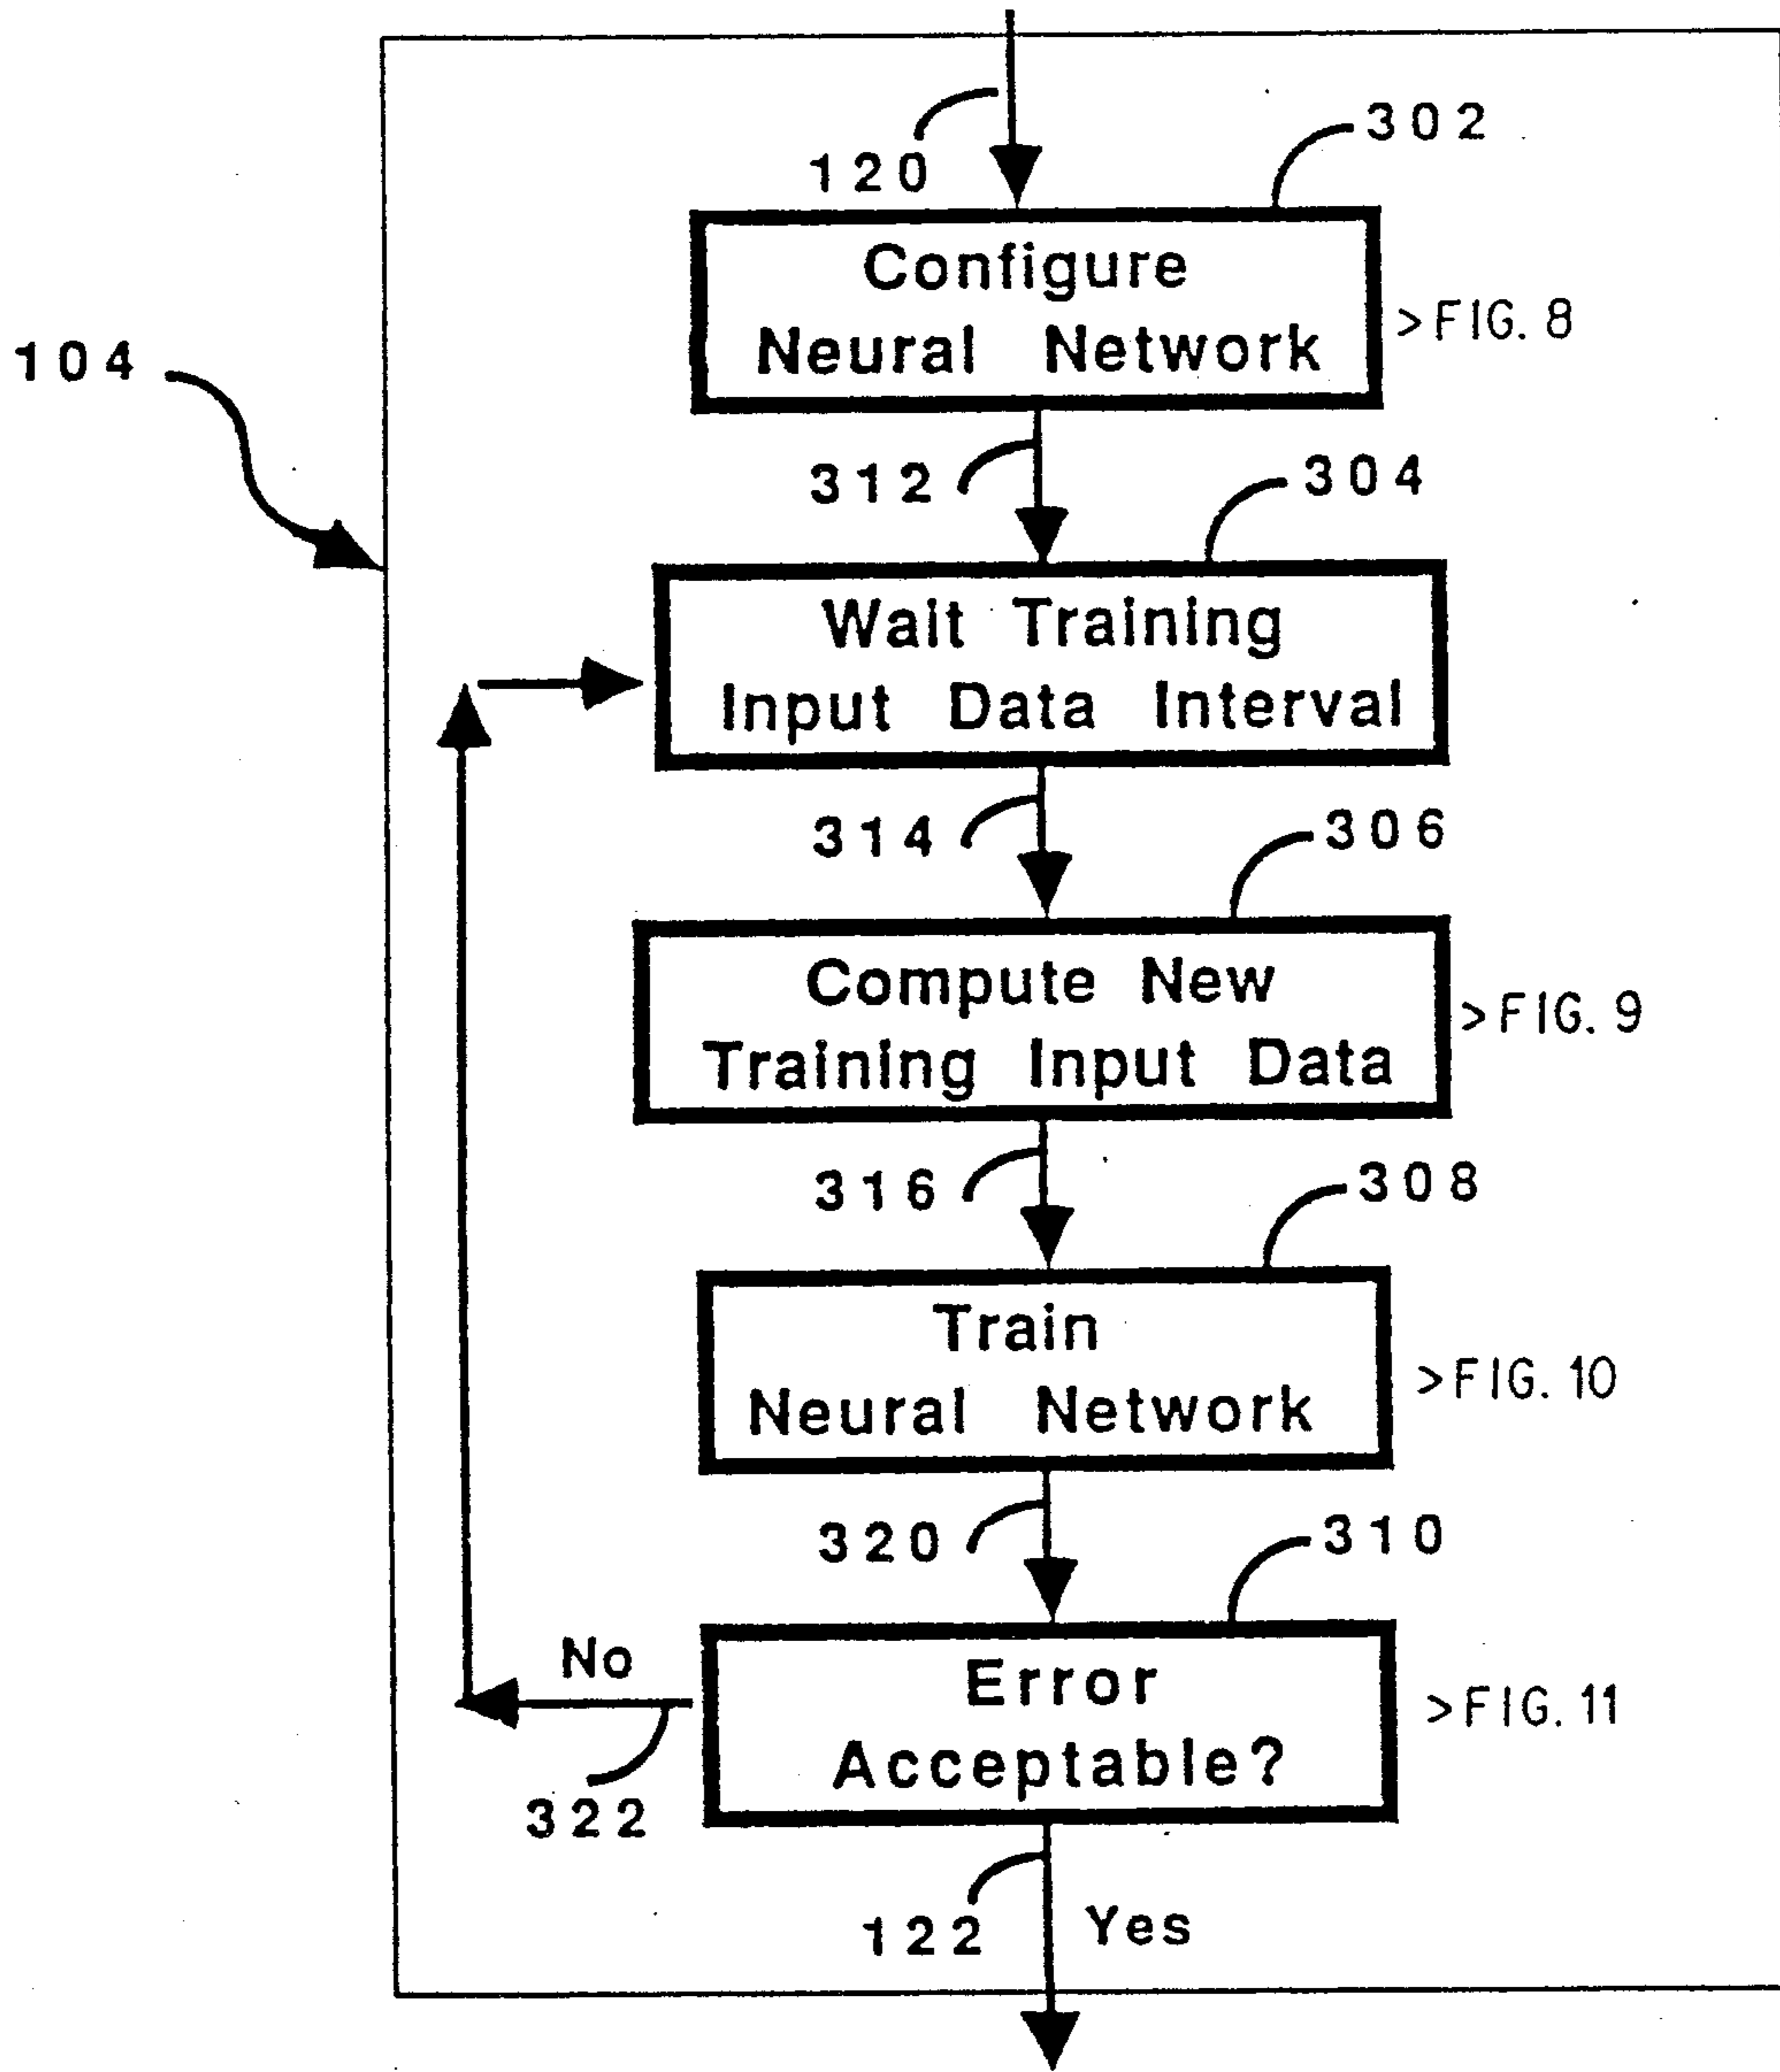 120
302
Configure
Neural Network
>FIG. 8
104
312
304
Wait Training
Input Data Interval
314
306
Compute New
Training Input Data
>FIG. 9
316
308
Train
Neural Network
>FIG. 10
320
310
No
Error
Acceptable?
>FIG. 11
322
122
Yes